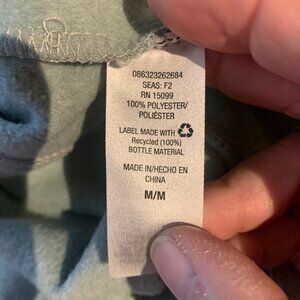 086323262684
SEAS: F2
RN 15099
100% POLYESTER/
POLIÉSTER
LABEL MADE WITH
Recycled (100%)
BOTTLE MATERIAL
MADE IN/HECHO EN
CHINA
M/M